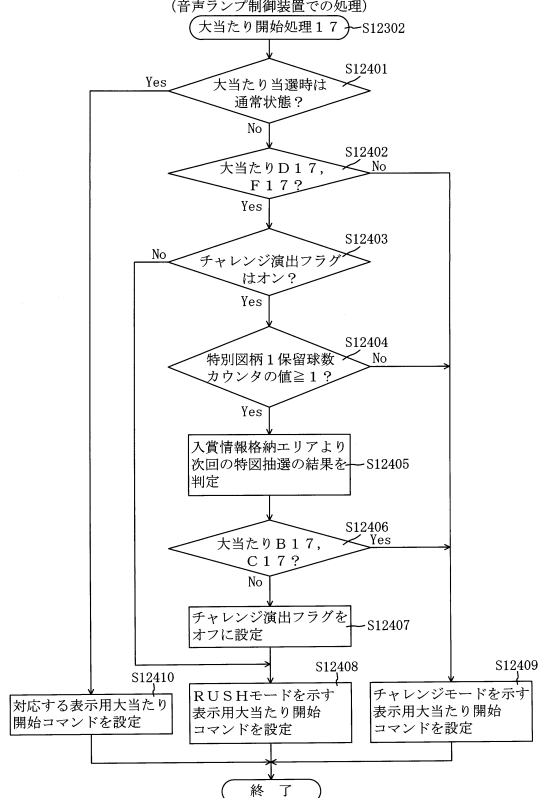 （音声ランプ制御装置での処理）
大当たり開始処理１７
S12302
S12401
大当たり当選時は
通常状態？
Yes
No
S12402
大当たりＤ１７，
Ｆ１７？
No
Yes
S12403
チャレンジ演出フラグ
はオン？
No
Yes
S12404
特別図柄１保留球数
カウンタの値≧１？
No
Yes
入賞情報格納エリアより
次回の特図抽選の結果を
判定
S12405
S12406
大当たりＢ１７，
Ｃ１７？
Yes
No
チャレンジ演出フラグを
オフに設定
S12407
S12410
対応する表示用大当たり
開始コマンドを設定
S12408
ＲＵＳＨモードを示す
表示用大当たり開始
コマンドを設定
S12409
チャレンジモードを示す
表示用大当たり開始
コマンドを設定
終　了